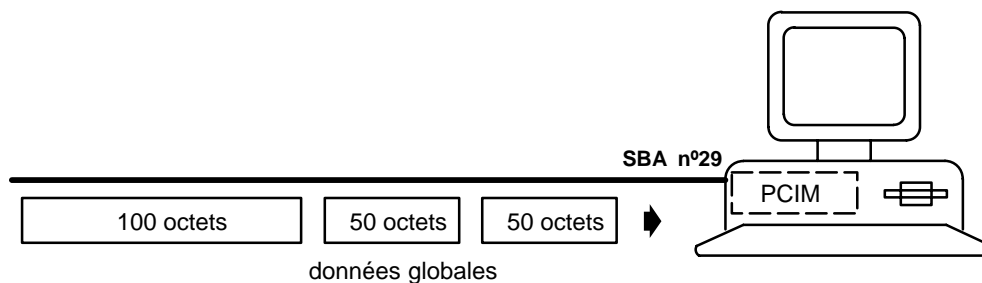 SBA nº29
PCIM
100 octets
50 octets
50 octets
données globales